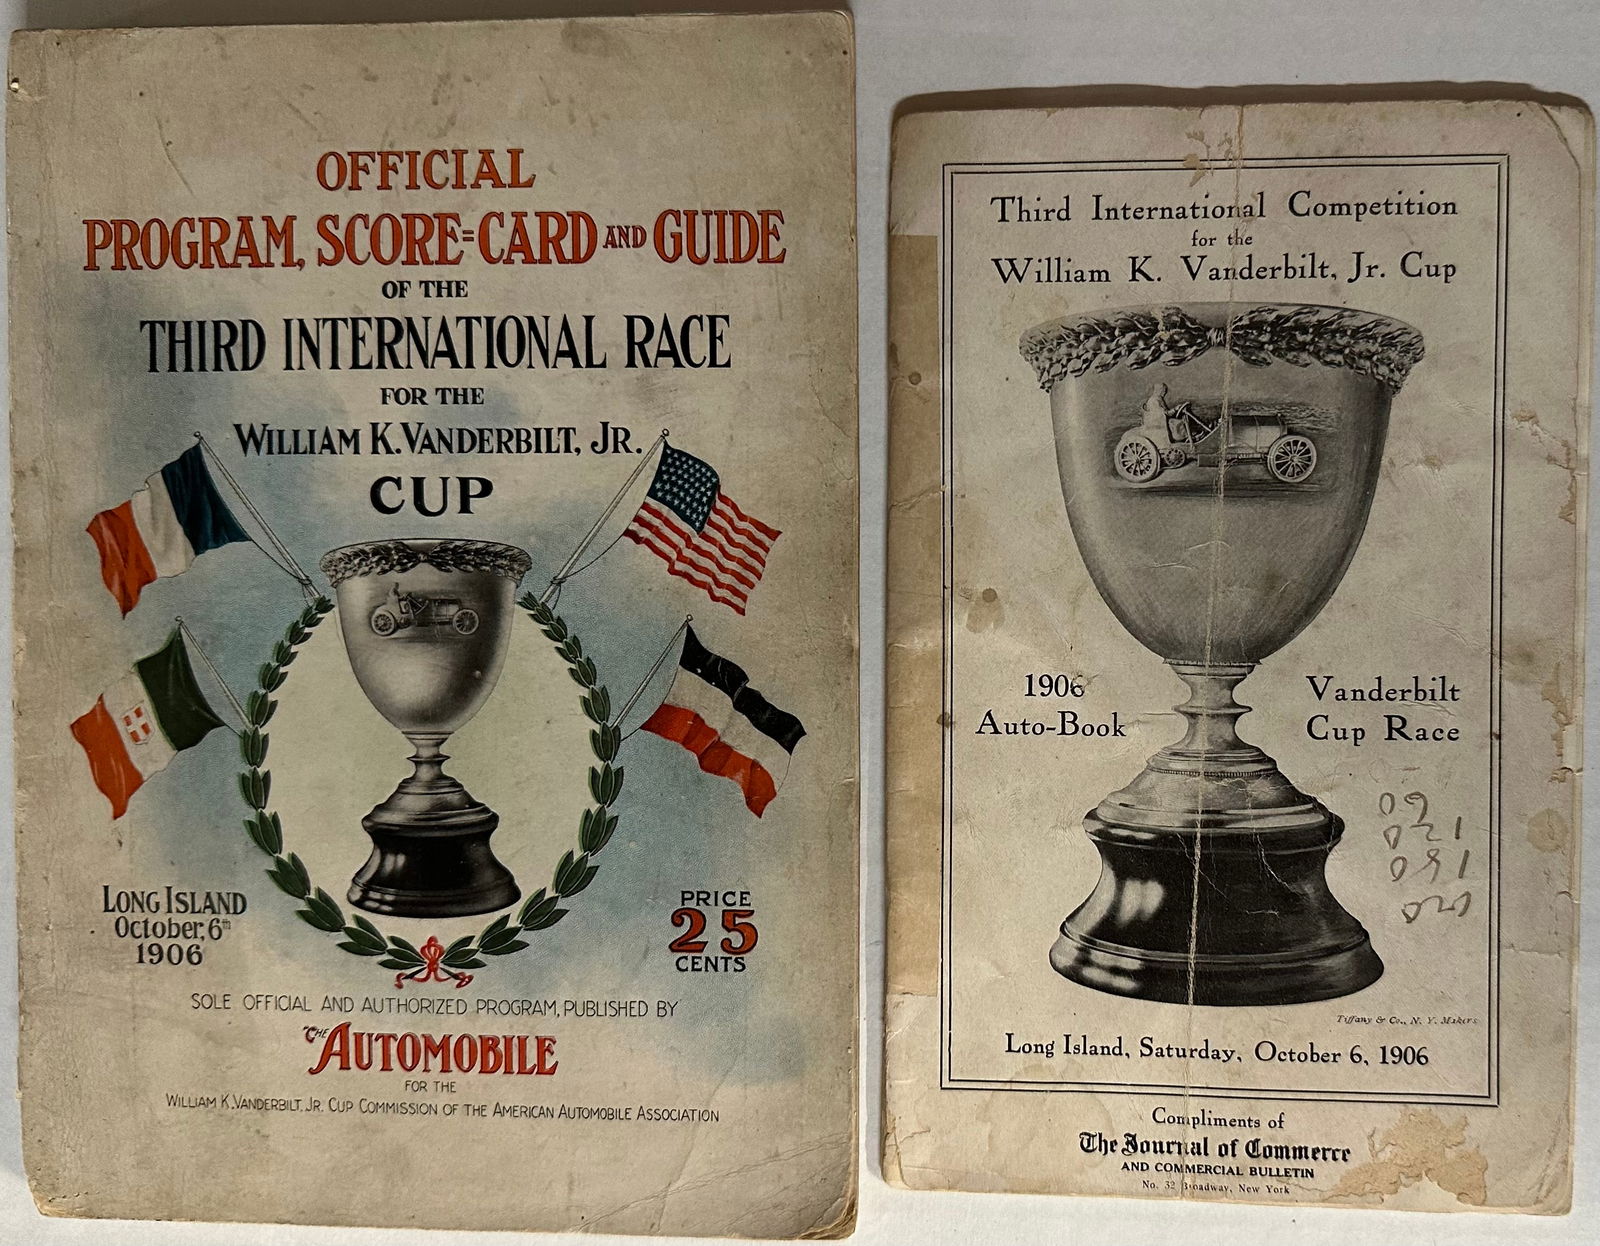 OFFICIAL
PROGRAM, SCORE=CARD AND GUIDE
OF THE
THIRD INTERNATIONAL RACE
FOR THE
WILLIAM K. VANDERBILT, JR.
CUP
LONG ISLAND
October, 6th
1906
PRICE
25
CENTS
SOLE OFFICIAL AND AUTHORIZED PROGRAM, PUBLISHED BY
THE AUTOMOBILE
FOR THE
WILLIAM K. VANDERBILT, JR. CUP COMMISSION OF THE AMERICAN AUTOMOBILE ASSOCIATION
Third International Competition
for the
William K. Vanderbilt, Jr. Cup
1906
Auto-Book
Vanderbilt
Cup Race
Tiffany & Co., N. Y. Makers
Long Island, Saturday, October 6, 1906
Compliments of
The Journal of Commerce
AND COMMERCIAL BULLETIN
No. 32 Broadway, New York